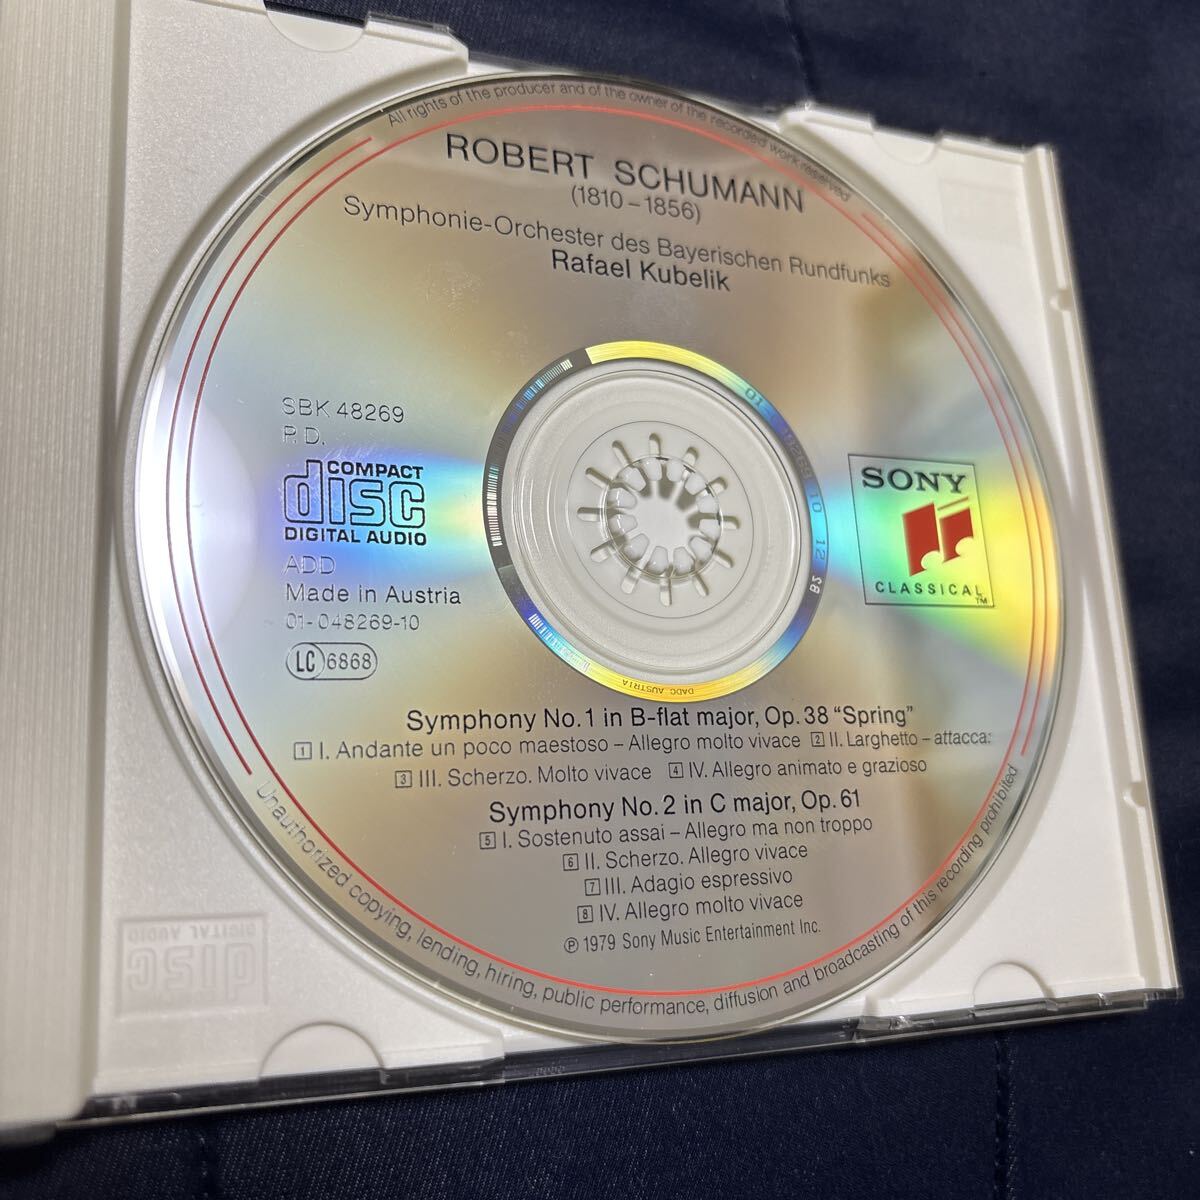 All rights of the producer and of the owner of the recorded work reserved
ROBERT SCHUMANN
(1810-1856)
Symphonie-Orchester des Bayerischen Rundfunks
Rafael Kubelik
SBK 48269
P.D.
COMPACT
disc
DIGITAL AUDIO
ADD
Made in Austria
01-048269-10
LC 6868
SONY
CLASSICAL™
DADC AUSTRIA
Symphony No. 1 in B-flat major, Op. 38 "Spring"
1 I. Andante un poco maestoso – Allegro molto vivace 2 II. Larghetto – attacca:
3 III. Scherzo. Molto vivace 4 IV. Allegro animato e grazioso
Symphony No. 2 in C major, Op. 61
5 I. Sostenuto assai – Allegro ma non troppo
6 II. Scherzo. Allegro vivace
7 III. Adagio espressivo
8 IV. Allegro molto vivace
℗ 1979 Sony Music Entertainment Inc.
Unauthorized copying, lending, hiring, public performance, diffusion and broadcasting of this recording prohibited
disc
DIGITAL AUDIO